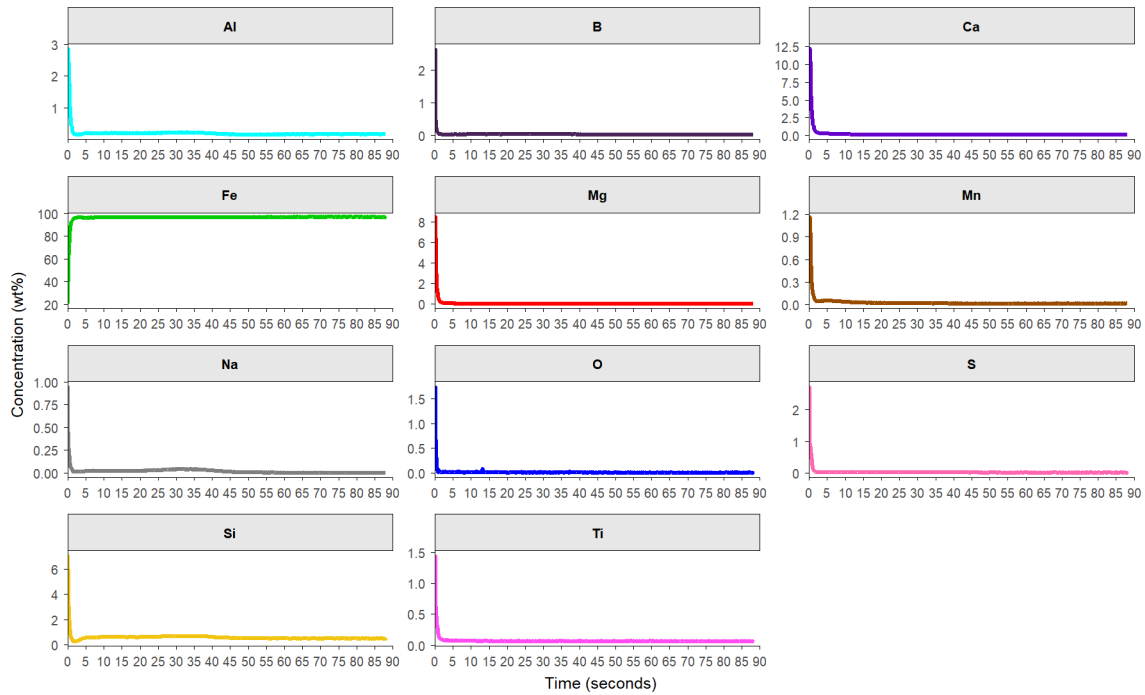 Al B Ca
3 2 1
2 1 0
12.5 10.0 7.5 5.0 2.5 0.0
0 5 10 15 20 25 30 35 40 45 50 55 60 65 70 75 80 85 90
0 5 10 15 20 25 30 35 40 45 50 55 60 65 70 75 80 85 90
0 5 10 15 20 25 30 35 40 45 50 55 60 65 70 75 80 85 90
Fe Mg Mn
100 80 60 40 20
8 6 4 2 0
1.2 0.9 0.6 0.3 0.0
0 5 10 15 20 25 30 35 40 45 50 55 60 65 70 75 80 85 90
0 5 10 15 20 25 30 35 40 45 50 55 60 65 70 75 80 85 90
0 5 10 15 20 25 30 35 40 45 50 55 60 65 70 75 80 85 90
Concentration (wt%)
Na O S
1.00 0.75 0.50 0.25 0.00
1.5 1.0 0.5 0.0
2 1 0
0 5 10 15 20 25 30 35 40 45 50 55 60 65 70 75 80 85 90
0 5 10 15 20 25 30 35 40 45 50 55 60 65 70 75 80 85 90
0 5 10 15 20 25 30 35 40 45 50 55 60 65 70 75 80 85 90
Si Ti
6 4 2 0
1.5 1.0 0.5 0.0
0 5 10 15 20 25 30 35 40 45 50 55 60 65 70 75 80 85 90
0 5 10 15 20 25 30 35 40 45 50 55 60 65 70 75 80 85 90
Time (seconds)